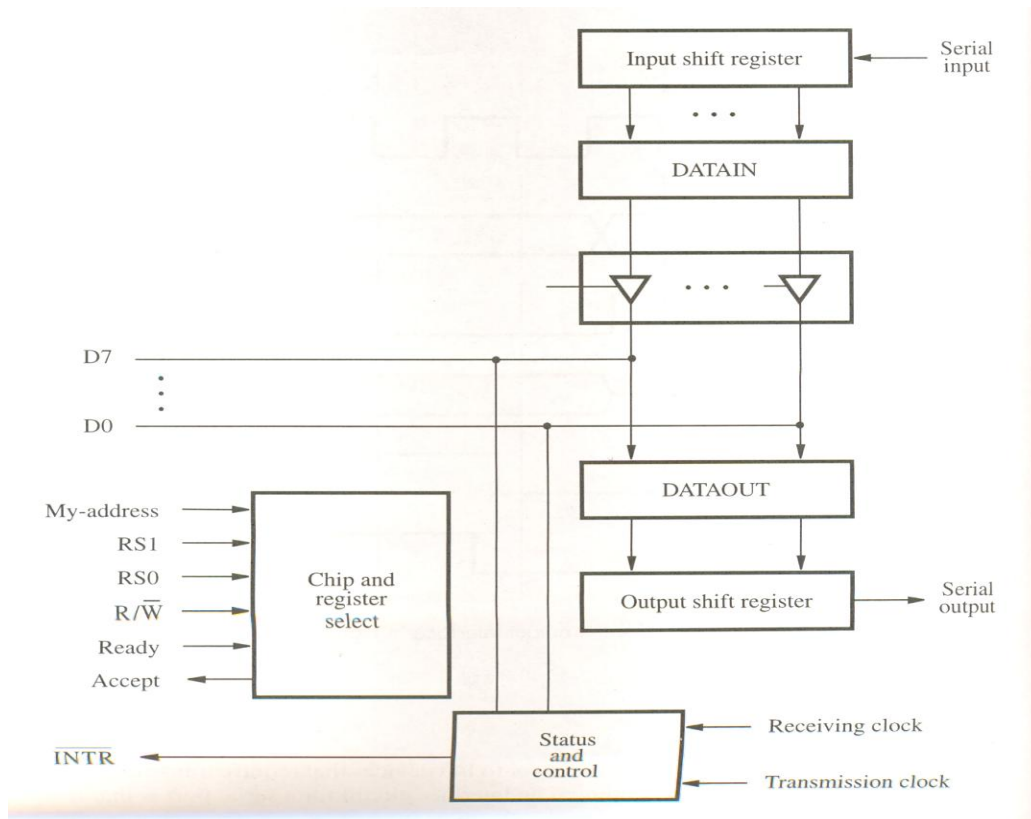 Input shift register
Serial
input
DATAIN
D7
D0
DATAOUT
My-address
RS1
RS0
R/W̅
Ready
Accept
Chip and
register
select
Output shift register
Serial
output
I̅N̅T̅R̅
Status
and
control
Receiving clock
Transmission clock